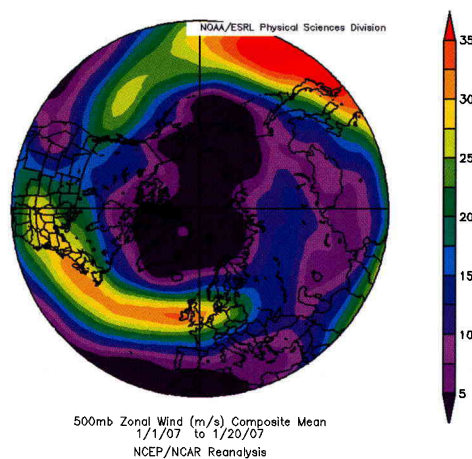 NOAA/ESRL Physical Sciences Division
35
30
25
20
15
10
5
500mb Zonal Wind (m/s) Composite Mean
1/1/07 to 1/20/07
NCEP/NCAR Reanalysis